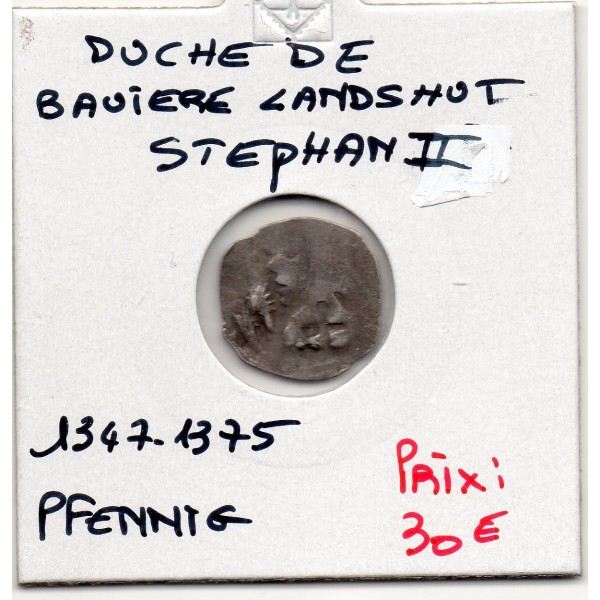 DUCHE DE
BAVIERE LANDSHUT
STEPHAN II
1347-1375
PFENNIG
PRIX:
30€